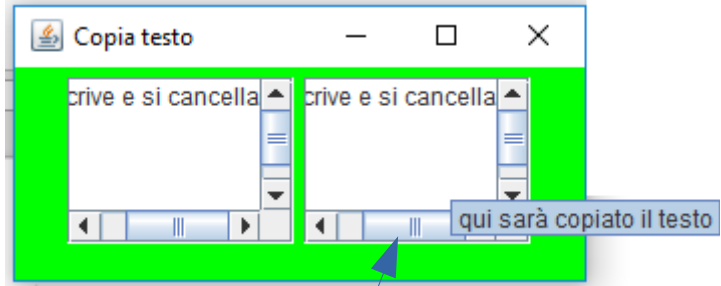 Copia testo
crive e si cancella crive e si cancella
qui sarà copiato il testo